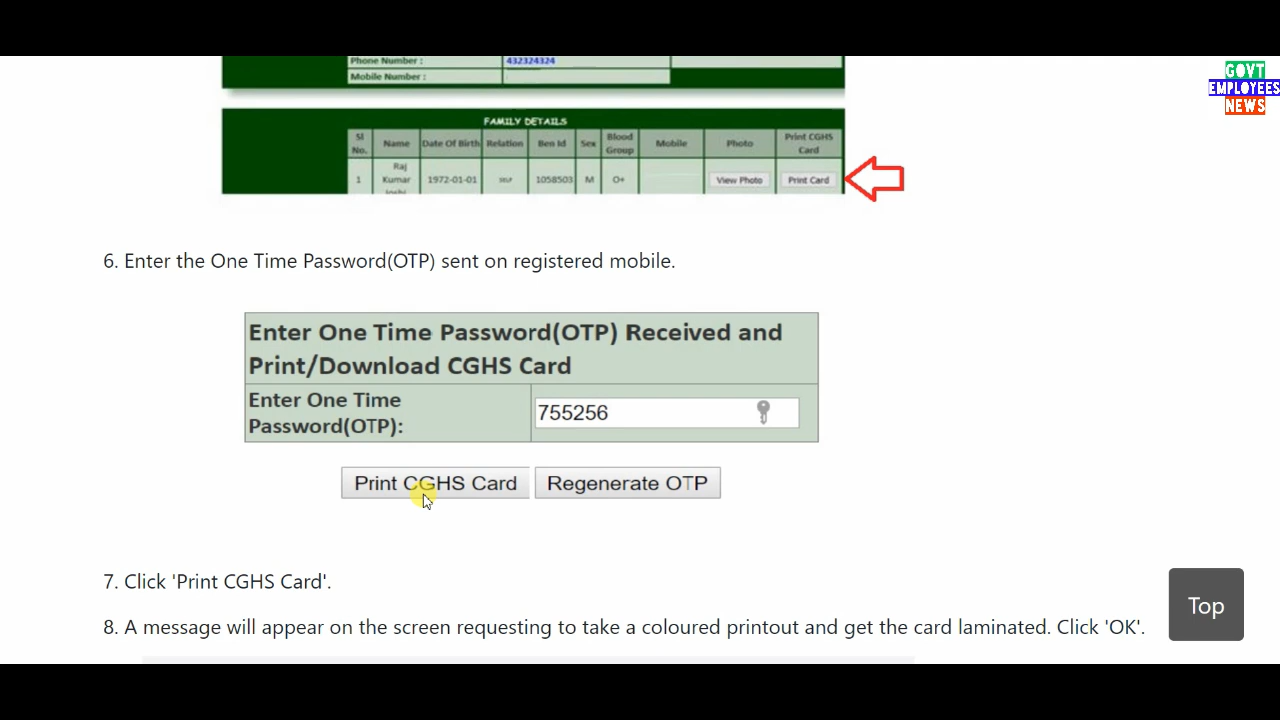 Phone Number : 432324324
Mobile Number :
GOVT
EMPLOYEES
NEWS
FAMILY DETAILS
Sl No. Name Date Of Birth Relation Ben Id Sex Blood Group Mobile Photo Print CGHS Card
1 Raj Kumar Joshi 1972-01-01 SELF 1058503 M O+ View Photo Print Card
6. Enter the One Time Password(OTP) sent on registered mobile.
Enter One Time Password(OTP) Received and
Print/Download CGHS Card
Enter One Time
Password(OTP): 755256
Print CGHS Card Regenerate OTP
7. Click 'Print CGHS Card'.
Top
8. A message will appear on the screen requesting to take a coloured printout and get the card laminated. Click 'OK'.